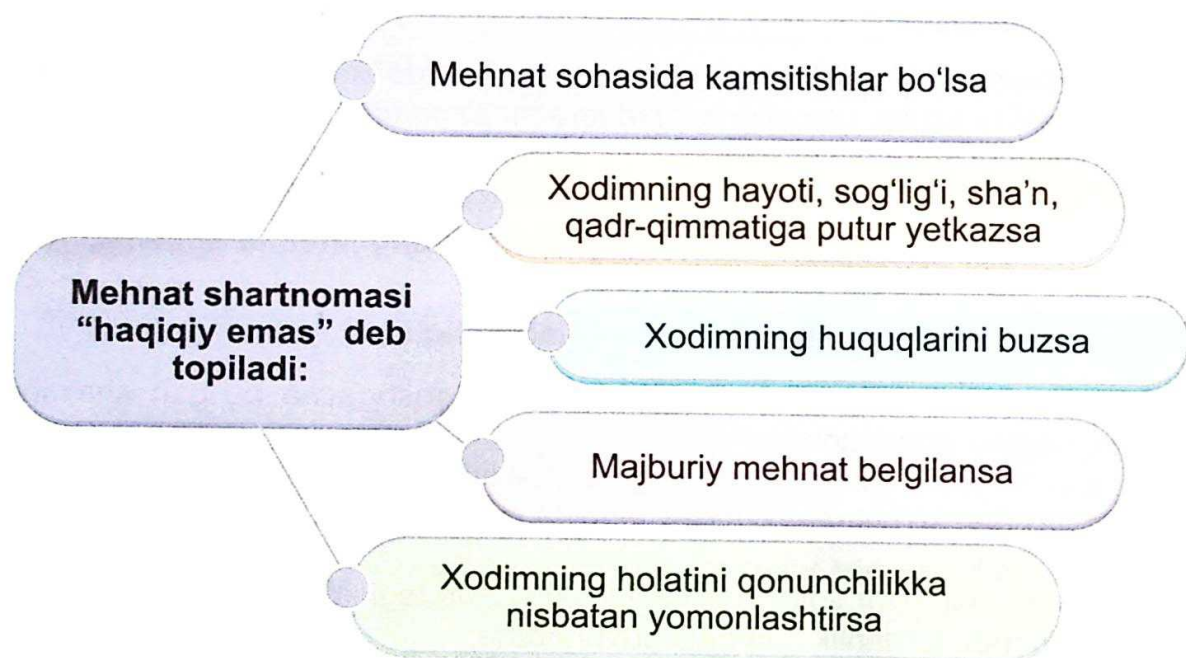 Mehnat sohasida kamsitishlar bo‘lsa
Xodimning hayoti, sog‘lig‘i, sha’n,
qadr-qimmatiga putur yetkazsa
Mehnat shartnomasi
“haqiqiy emas” deb
topiladi:
Xodimning huquqlarini buzsa
Majburiy mehnat belgilansa
Xodimning holatini qonunchilikka
nisbatan yomonlashtirsa